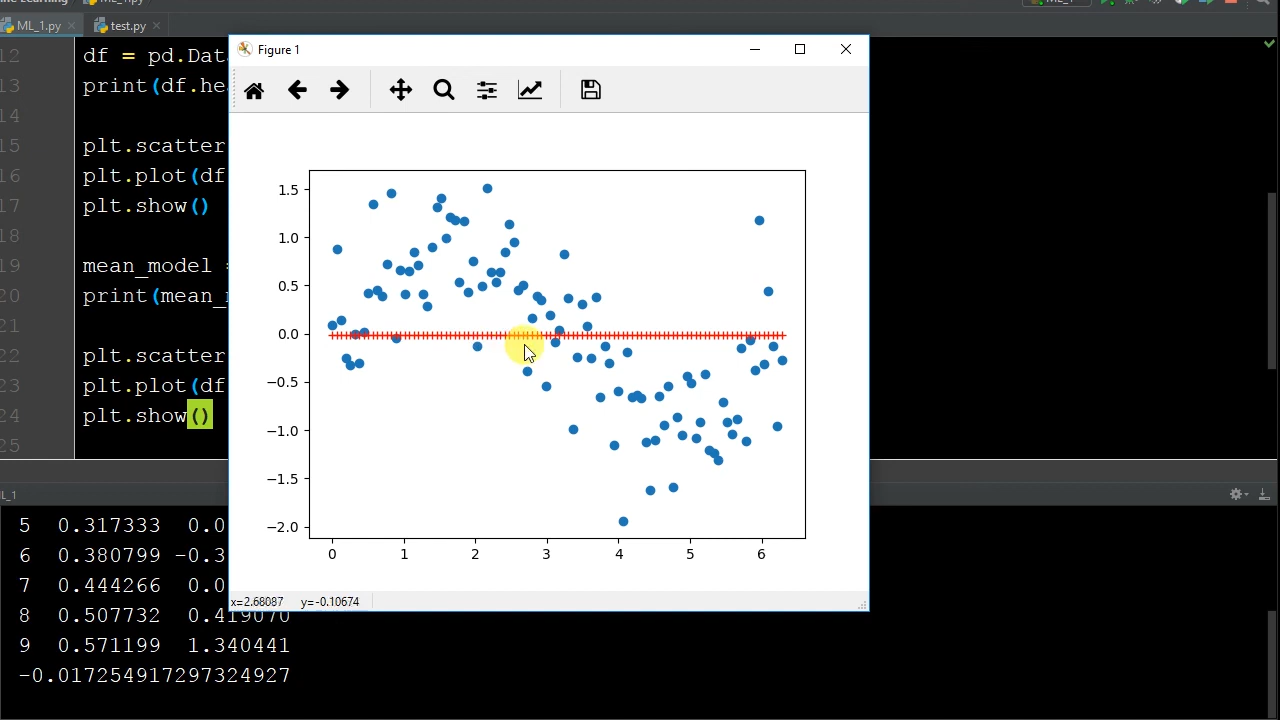 ML_1.py test.py
Figure 1
12 df = pd.Dat
13 print(df.he
14
15 plt.scatter
16 plt.plot(df
17 plt.show()
18
19 mean_model
20 print(mean_
21
22 plt.scatter
23 plt.plot(df
24 plt.show()
25
1.5
1.0
0.5
0.0
−0.5
−1.0
−1.5
−2.0
0 1 2 3 4 5 6
x=2.68087 y=-0.10674
5 0.317333 0.0
6 0.380799 -0.3
7 0.444266 0.0
8 0.507732 0.419070
9 0.571199 1.340441
-0.017254917297324927